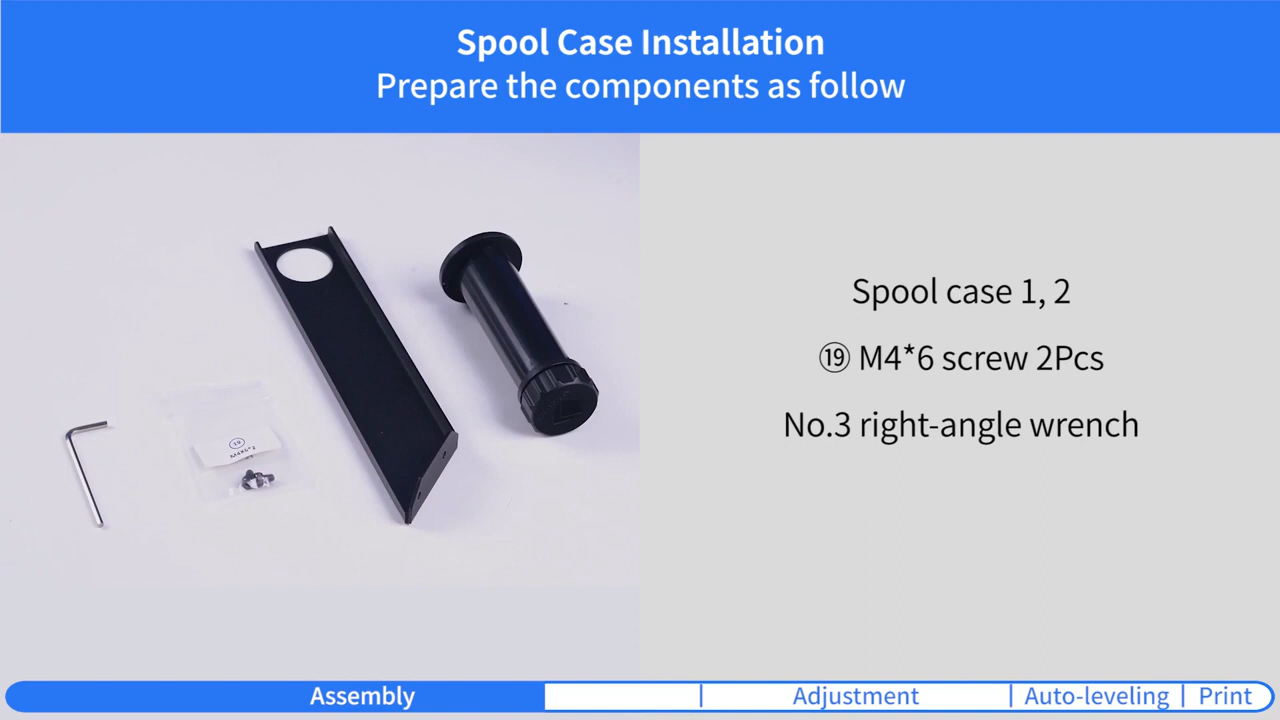 Spool Case Installation
Prepare the components as follow
Spool case 1, 2
⑲ M4*6 screw 2Pcs
No.3 right-angle wrench
⑲
Assembly
Adjustment
Auto-leveling
Print